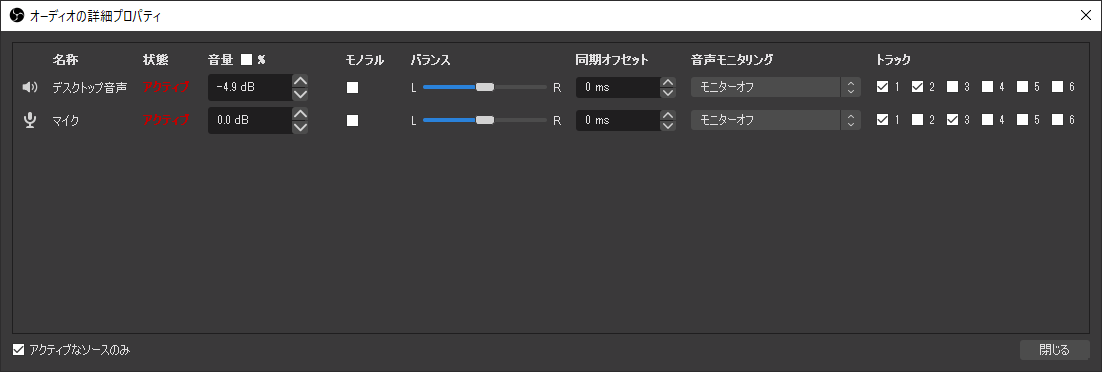 オーディオの詳細プロパティ
名称 状態 音量 % モノラル バランス 同期オフセット 音声モニタリング トラック
デスクトップ音声 アクティブ -4.9 dB L R 0 ms モニターオフ 1 2 3 4 5 6
マイク アクティブ 0.0 dB L R 0 ms モニターオフ 1 2 3 4 5 6
アクティブなソースのみ 閉じる